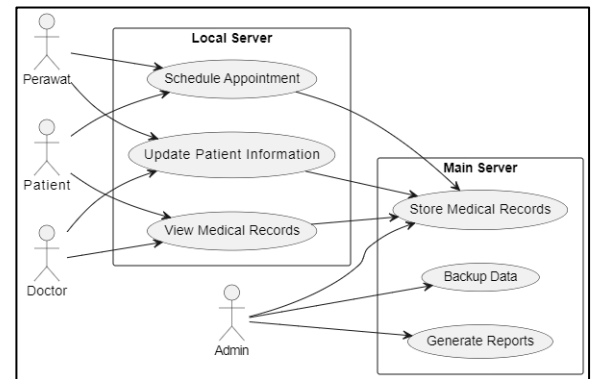 Local Server
Perawat
Schedule Appointment
Update Patient Information
Patient
View Medical Records
Doctor
Main Server
Store Medical Records
Backup Data
Generate Reports
Admin